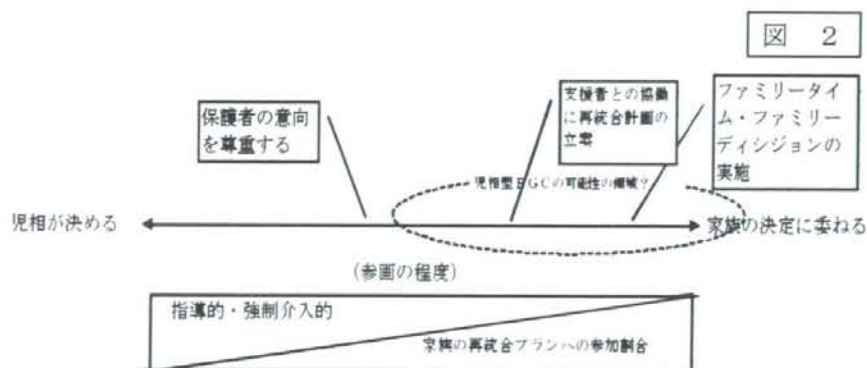 図 2
保護者の意向
を尊重する
支援者との協働
に再統合計画の
立案
ファミリータイ
ム・ファミリー
ディシジョンの
実施
児相型FGCの可能性の領域?
児相が決める
家族の決定に委ねる
(参画の程度)
指導的・強制介入的
家族の再統合プランへの参加割合